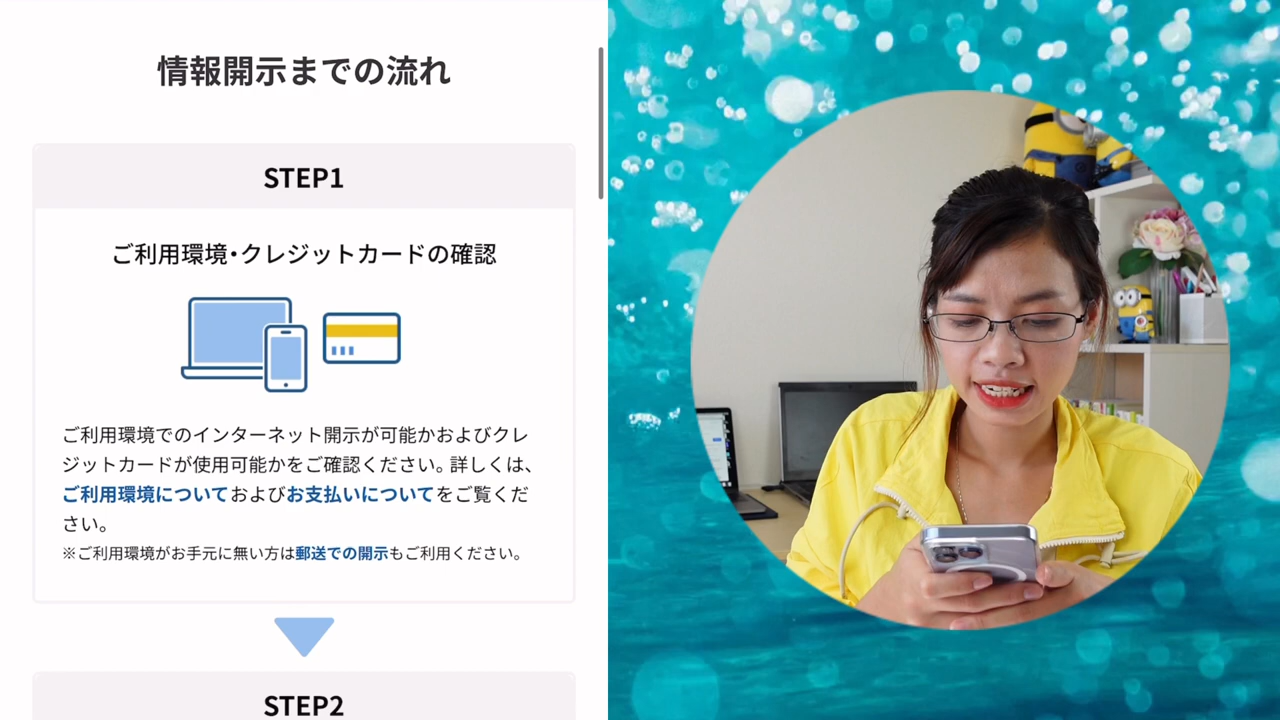 情報開示までの流れ
STEP1
ご利用環境・クレジットカードの確認
ご利用環境でのインターネット開示が可能かおよびクレ
ジットカードが使用可能かをご確認ください。詳しくは、
ご利用環境についておよびお支払いについてをご覧くだ
さい。
※ご利用環境がお手元に無い方は郵送での開示もご利用ください。
STEP2